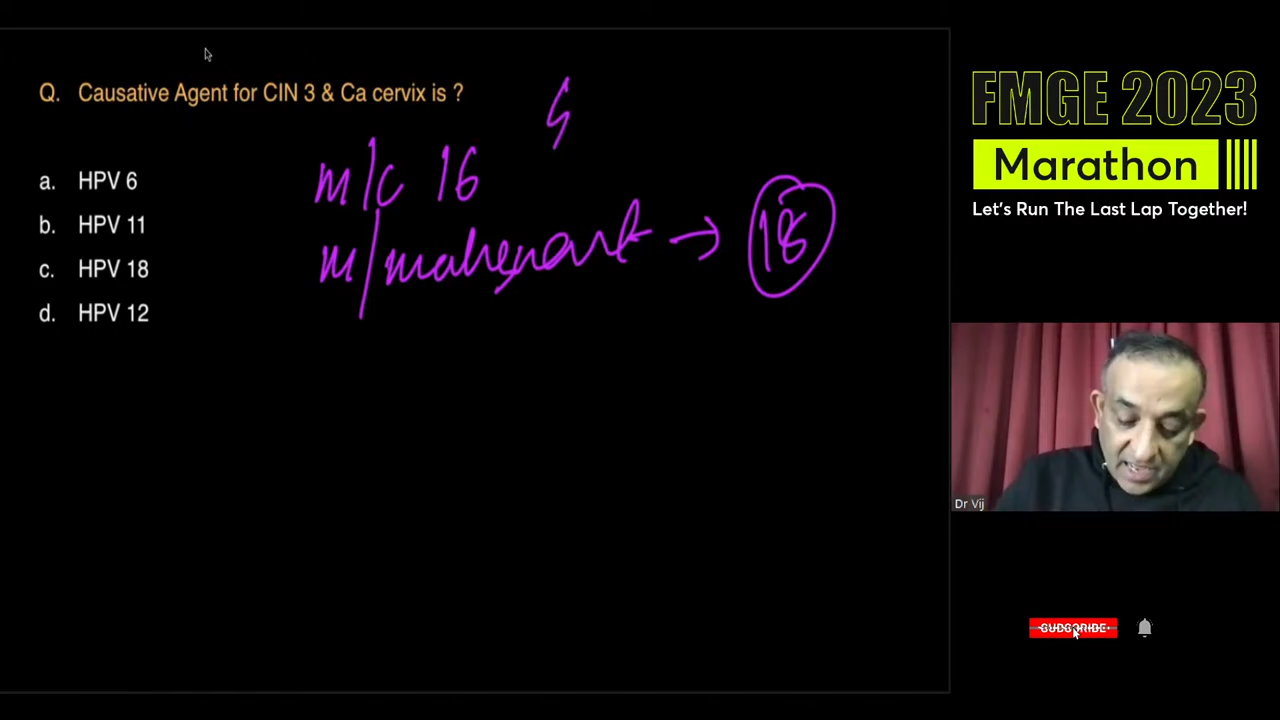 Q. Causative Agent for CIN 3 & Ca cervix is ?
a. HPV 6
b. HPV 11
c. HPV 18
d. HPV 12
m/c 16
m/malignant → 18
FMGE 2023
Marathon
Let's Run The Last Lap Together!
Dr Vij
SUBSCRIBE